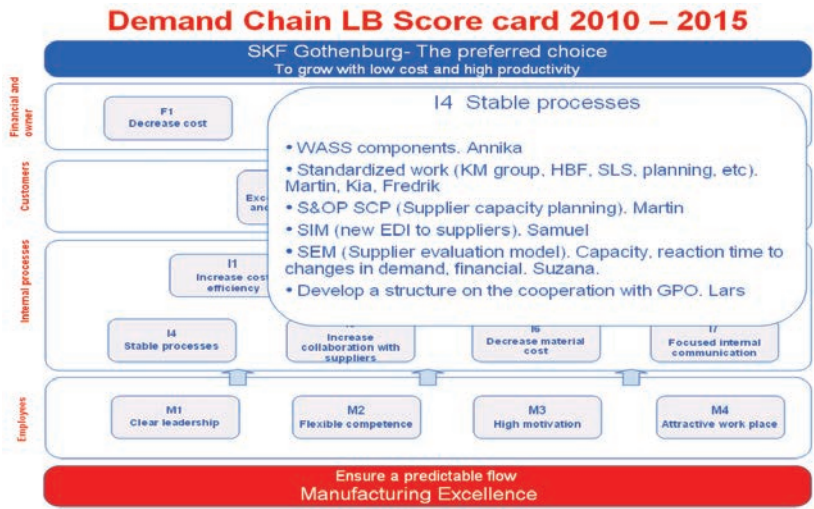 Demand Chain LB Score card 2010 – 2015
SKF Gothenburg- The preferred choice
To grow with low cost and high productivity
Financial and
owner
F1
Decrease cost
I4 Stable processes
• WASS components. Annika
• Standardized work (KM group, HBF, SLS, planning, etc).
Martin, Kia, Fredrik
• S&OP SCP (Supplier capacity planning). Martin
• SIM (new EDI to suppliers). Samuel
• SEM (Supplier evaluation model). Capacity, reaction time to
changes in demand, financial. Suzana.
• Develop a structure on the cooperation with GPO. Lars
Customers
and
Internal processes
I1
Increase cost
efficiency
I4
Stable processes
Increase
collaboration with
suppliers
I6
Decrease material
cost
I7
Focused internal
communication
Employees
M1
Clear leadership
M2
Flexible competence
M3
High motivation
M4
Attractive work place
Ensure a predictable flow
Manufacturing Excellence